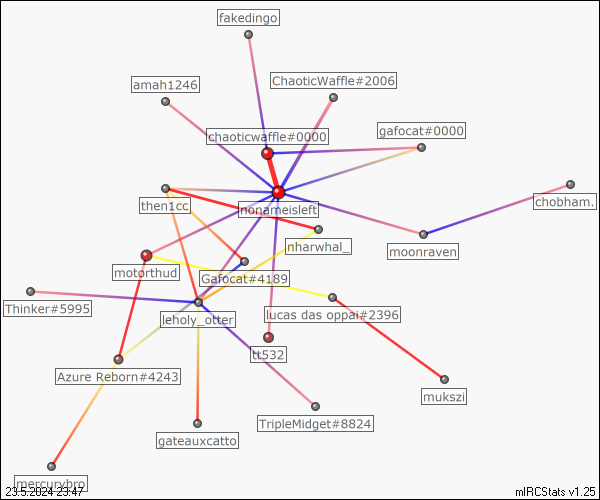 fakedingo
amah1246
ChaoticWaffle#2006
chaoticwaffle#0000
gafocat#0000
then1cc
nonameisleft
chobham.
nharwhal_
moonraven
motorthud
Gafocat#4189
Thinker#5995
leholy_otter
lucas das oppai#2396
tt532
Azure Reborn#4243
mukszi
TripleMidget#8824
gateauxcatto
mercurybro
23.5.2024 23:47
mIRCStats v1.25